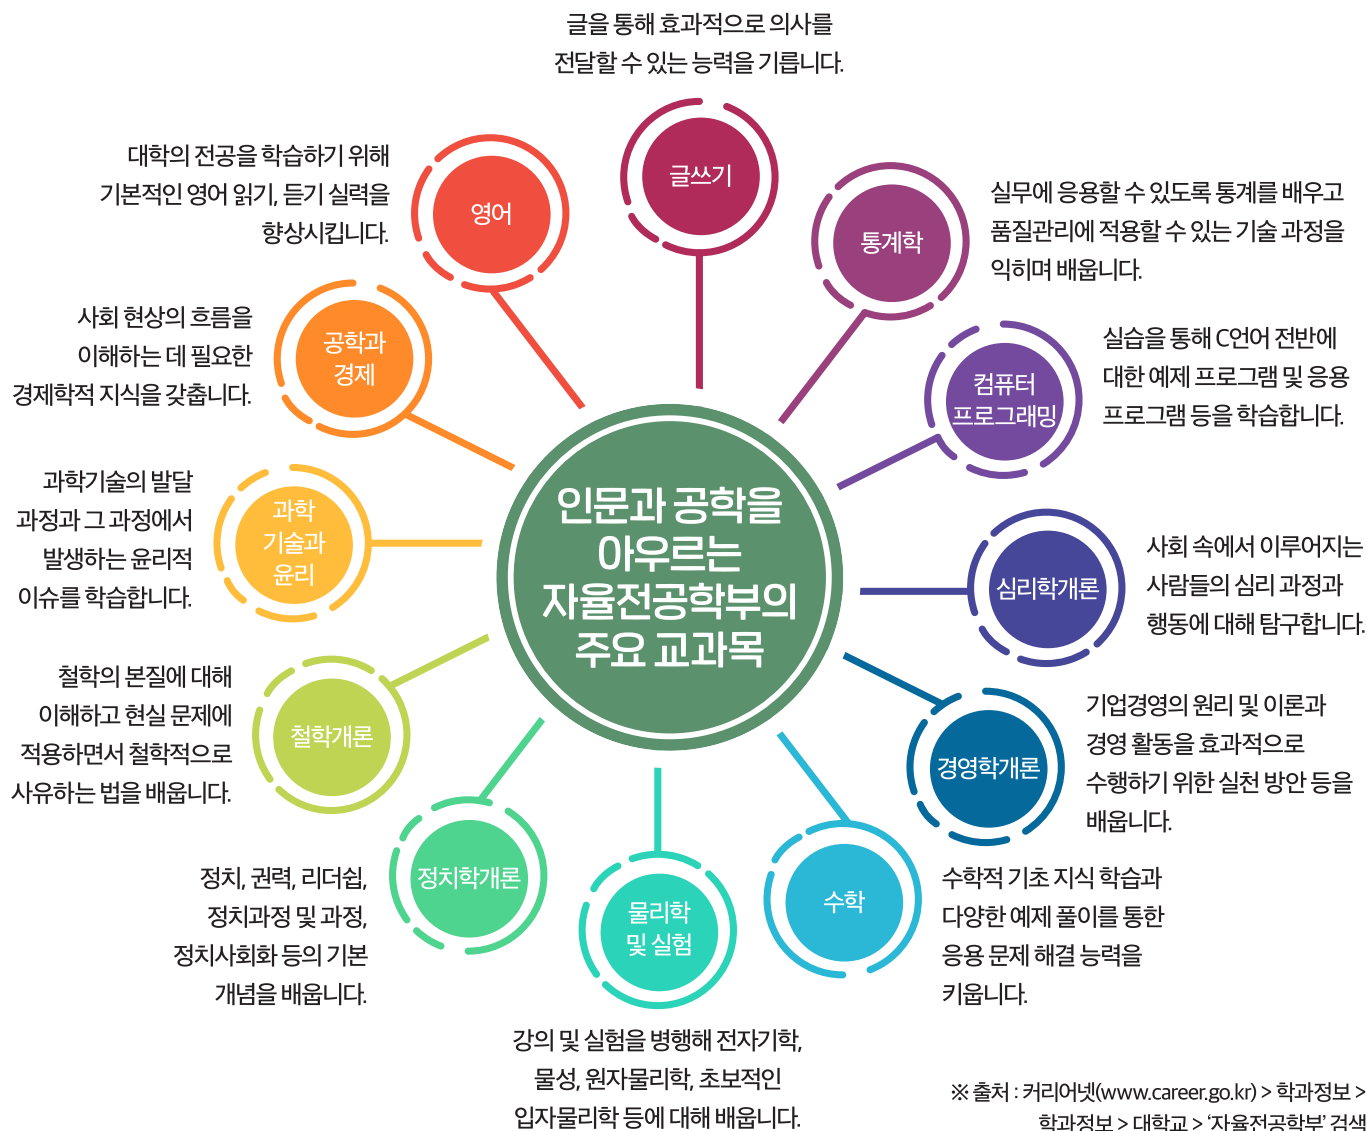 글을 통해 효과적으로 의사를
전달할 수 있는 능력을 기릅니다.
글쓰기
대학의 전공을 학습하기 위해
기본적인 영어 읽기, 듣기 실력을
향상시킵니다.
영어
실무에 응용할 수 있도록 통계를 배우고
품질관리에 적용할 수 있는 기술 과정을
익히며 배웁니다.
통계학
사회 현상의 흐름을
이해하는 데 필요한
경제학적 지식을 갖춥니다.
공학과
경제
실습을 통해 C언어 전반에
대한 예제 프로그램 및 응용
프로그램 등을 학습합니다.
컴퓨터
프로그래밍
과학기술의 발달
과정과 그 과정에서
발생하는 윤리적
이슈를 학습합니다.
과학
기술과
윤리
인문과 공학을
아우르는
자율전공학부의
주요 교과목
사회 속에서 이루어지는
사람들의 심리 과정과
행동에 대해 탐구합니다.
심리학개론
철학의 본질에 대해
이해하고 현실 문제에
적용하면서 철학적으로
사유하는 법을 배웁니다.
철학개론
기업경영의 원리 및 이론과
경영 활동을 효과적으로
수행하기 위한 실천 방안 등을
배웁니다.
경영학개론
정치, 권력, 리더쉽,
정치과정 및 과정,
정치사회화 등의 기본
개념을 배웁니다.
정치학개론
물리학
및 실험
강의 및 실험을 병행해 전자기학,
물성, 원자물리학, 초보적인
입자물리학 등에 대해 배웁니다.
수학
수학적 기초 지식 학습과
다양한 예제 풀이를 통한
응용 문제 해결 능력을
키웁니다.
※ 출처 : 커리어넷(www.career.go.kr) > 학과정보 >
학과정보 > 대학교 > ‘자율전공학부’ 검색